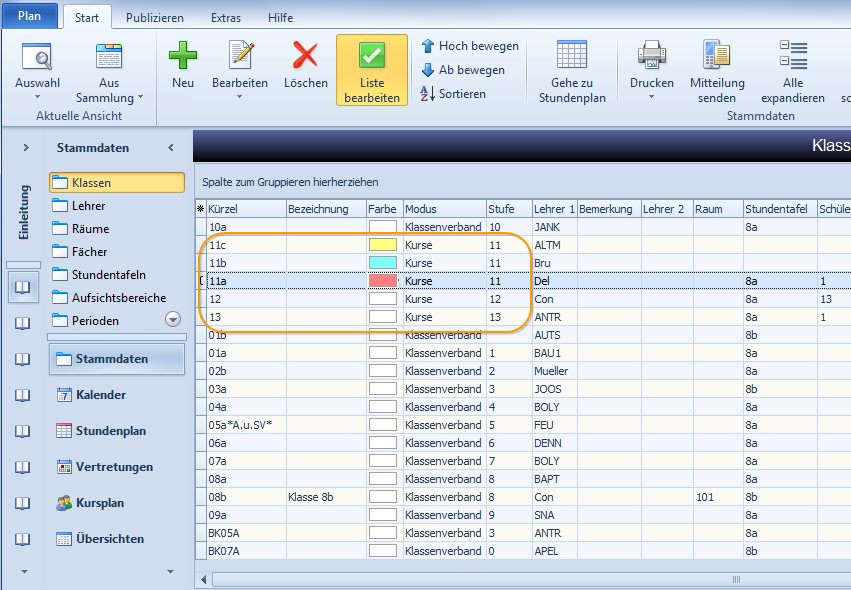 Plan Start Publizieren Extras Hilfe
Auswahl
Aus Sammlung
Aktuelle Ansicht
Neu
Bearbeiten
Löschen
Liste bearbeiten
Hoch bewegen
Ab bewegen
Sortieren
Gehe zu Stundenplan
Drucken
Mitteilung senden
Alle expandieren
Stammdaten
Einleitung
Stammdaten
Klassen
Lehrer
Räume
Fächer
Stundentafeln
Aufsichtsbereiche
Perioden
Stammdaten
Kalender
Stundenplan
Vertretungen
Kursplan
Übersichten
Klass
Spalte zum Gruppieren hierherziehen
Kürzel Bezeichnung Farbe Modus Stufe Lehrer 1 Bemerkung Lehrer 2 Raum Stundentafel Schüle
10a Klassenverband 10 JANK 8a
11c Kurse 11 ALTM
11b Kurse 11 Bru
11a Kurse 11 Del 8a 1
12 Kurse 12 Con 8a 13
13 Kurse 13 ANTR 8a 1
01b Klassenverband AUTS 8b
01a Klassenverband 1 BAU1 8a
02b Klassenverband 2 Mueller 8a
03a Klassenverband 3 JOOS 8b
04a Klassenverband 4 BOLY 8a
05a*A.u.SV* Klassenverband 5 FEU 8a
06a Klassenverband 6 DENN 8a
07a Klassenverband 7 BOLY 8a
08a Klassenverband 8 BAPT 8a
08b Klasse 8b Klassenverband 8 Con 101 8b
09a Klassenverband 9 SNA 8a
BK05A Klassenverband 3 ANTR 8a
BK07A Klassenverband 0 APEL 8b